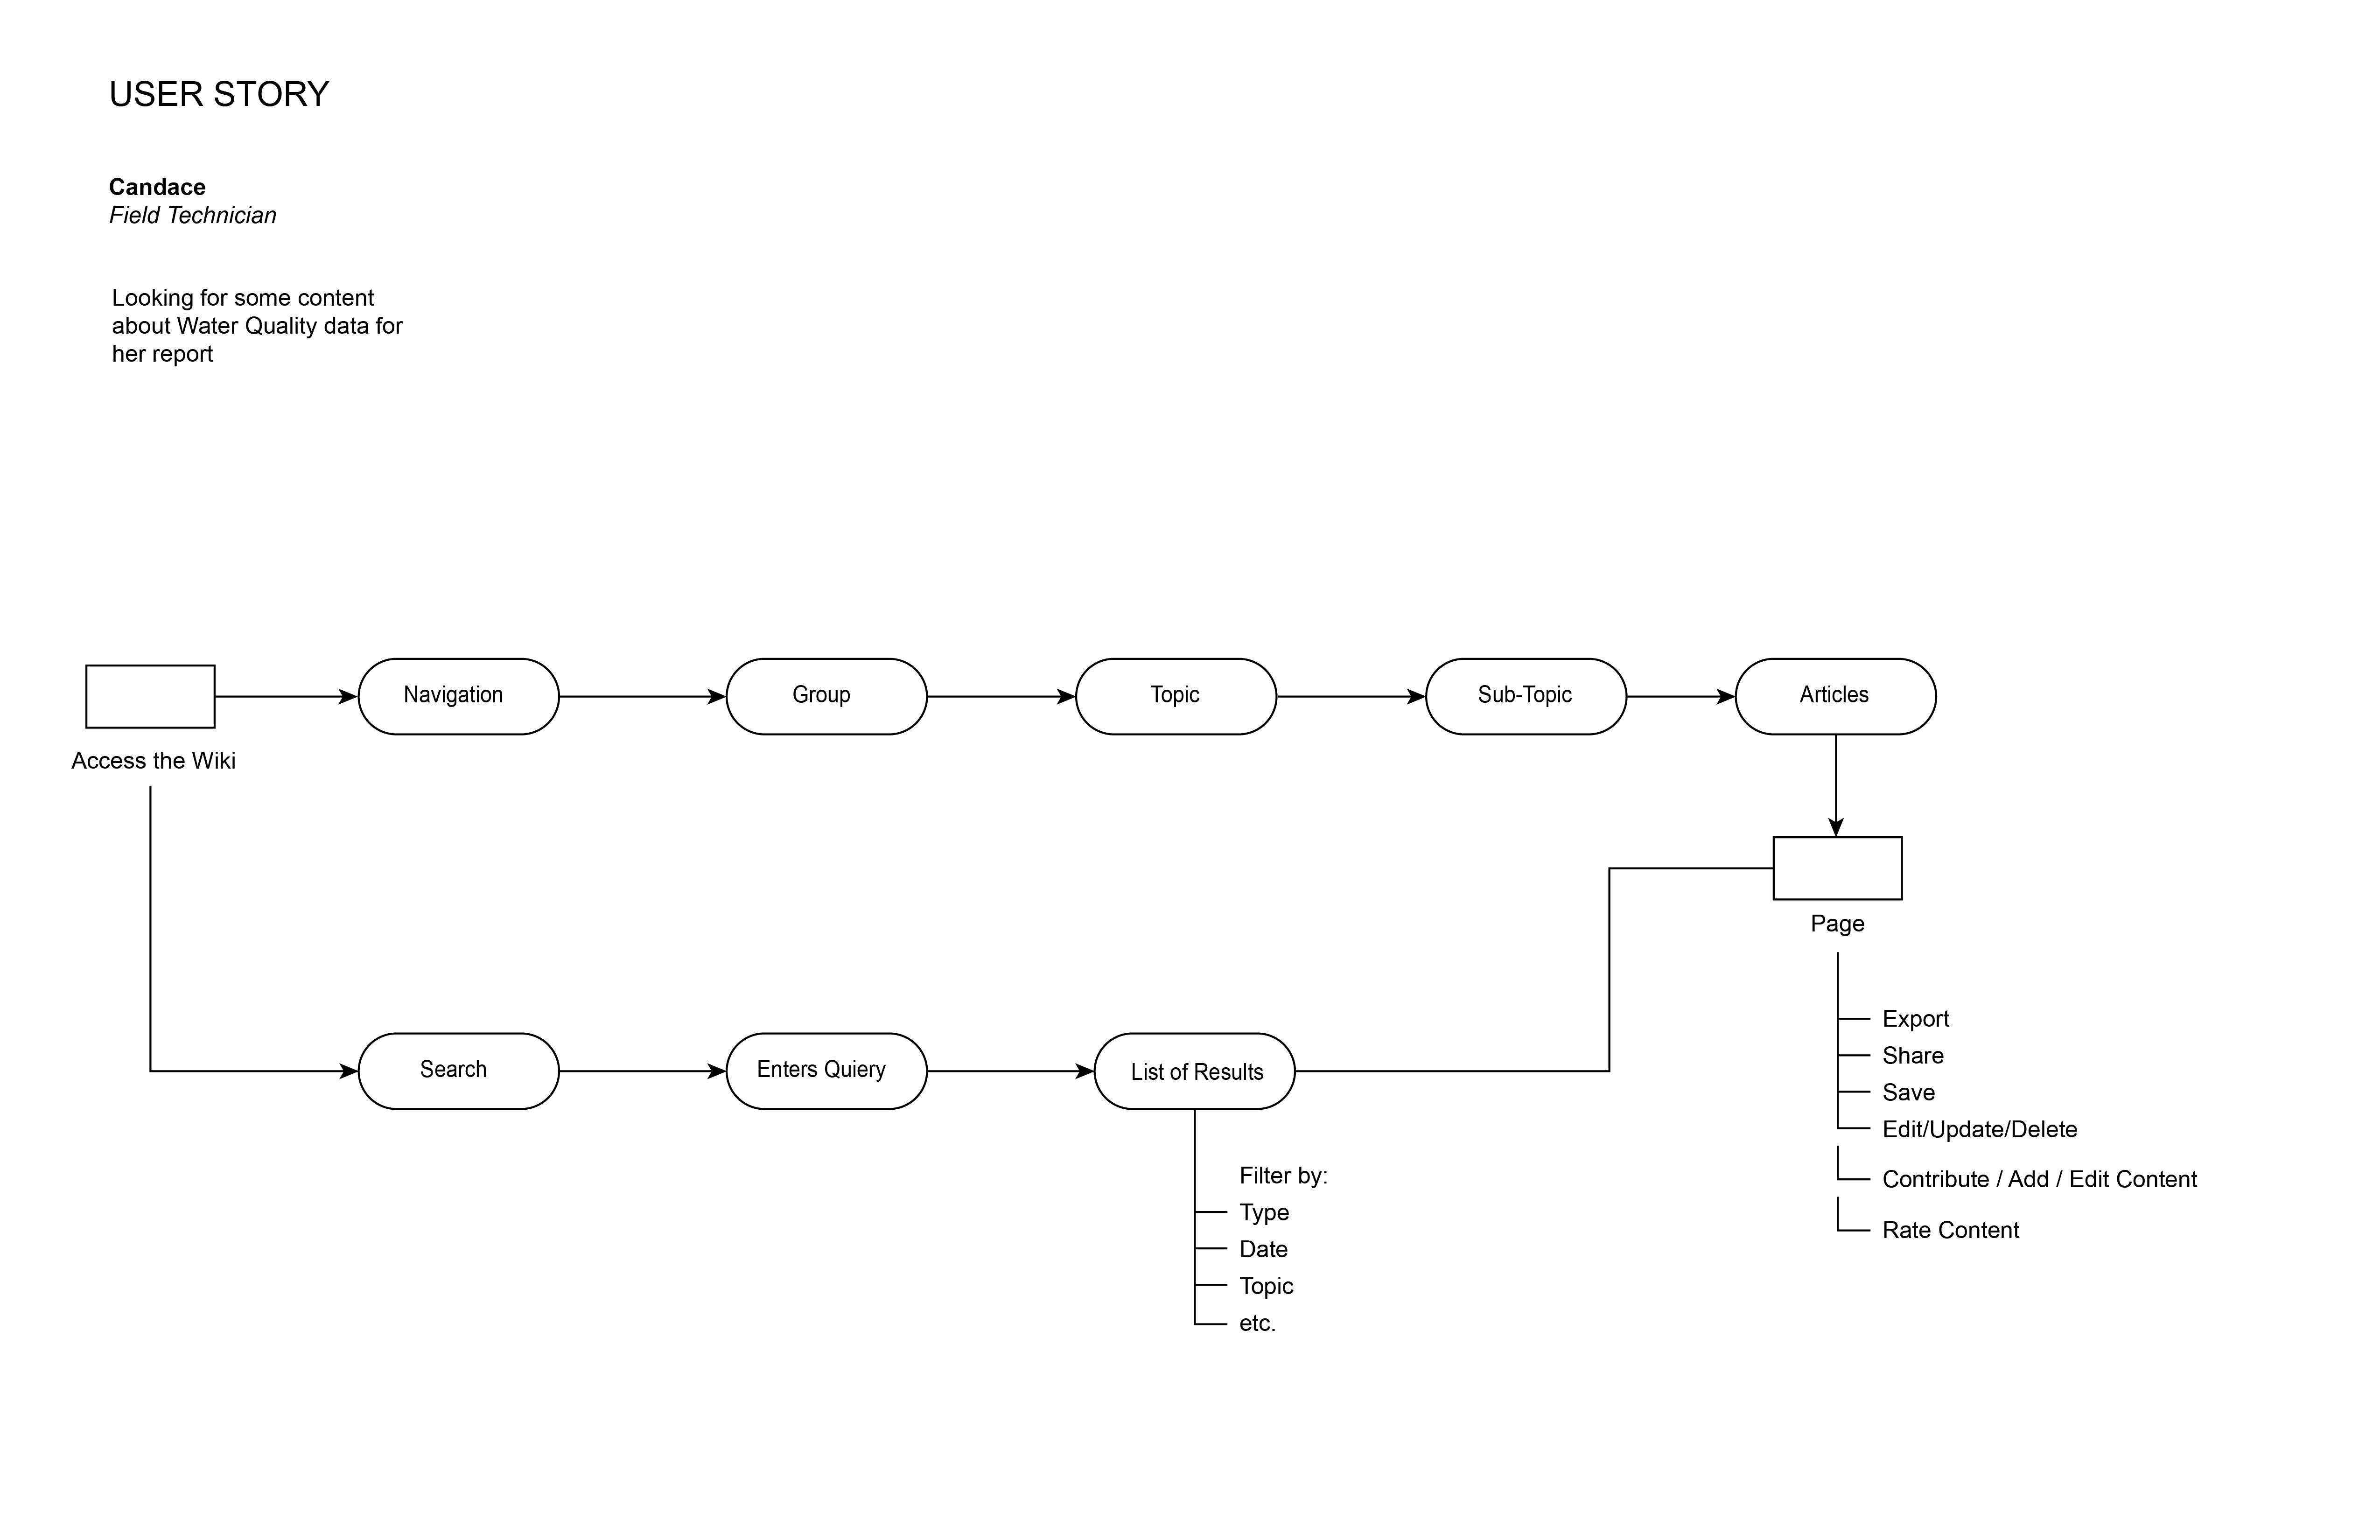 USER STORY
Candace
Field Technician
Looking for some content
about Water Quality data for
her report
Navigation
Group
Topic
Sub-Topic
Articles
Access the Wiki
Page
Search
Enters Quiery
List of Results
Export
Share
Save
Edit/Update/Delete
Contribute / Add / Edit Content
Rate Content
Filter by:
Type
Date
Topic
etc.